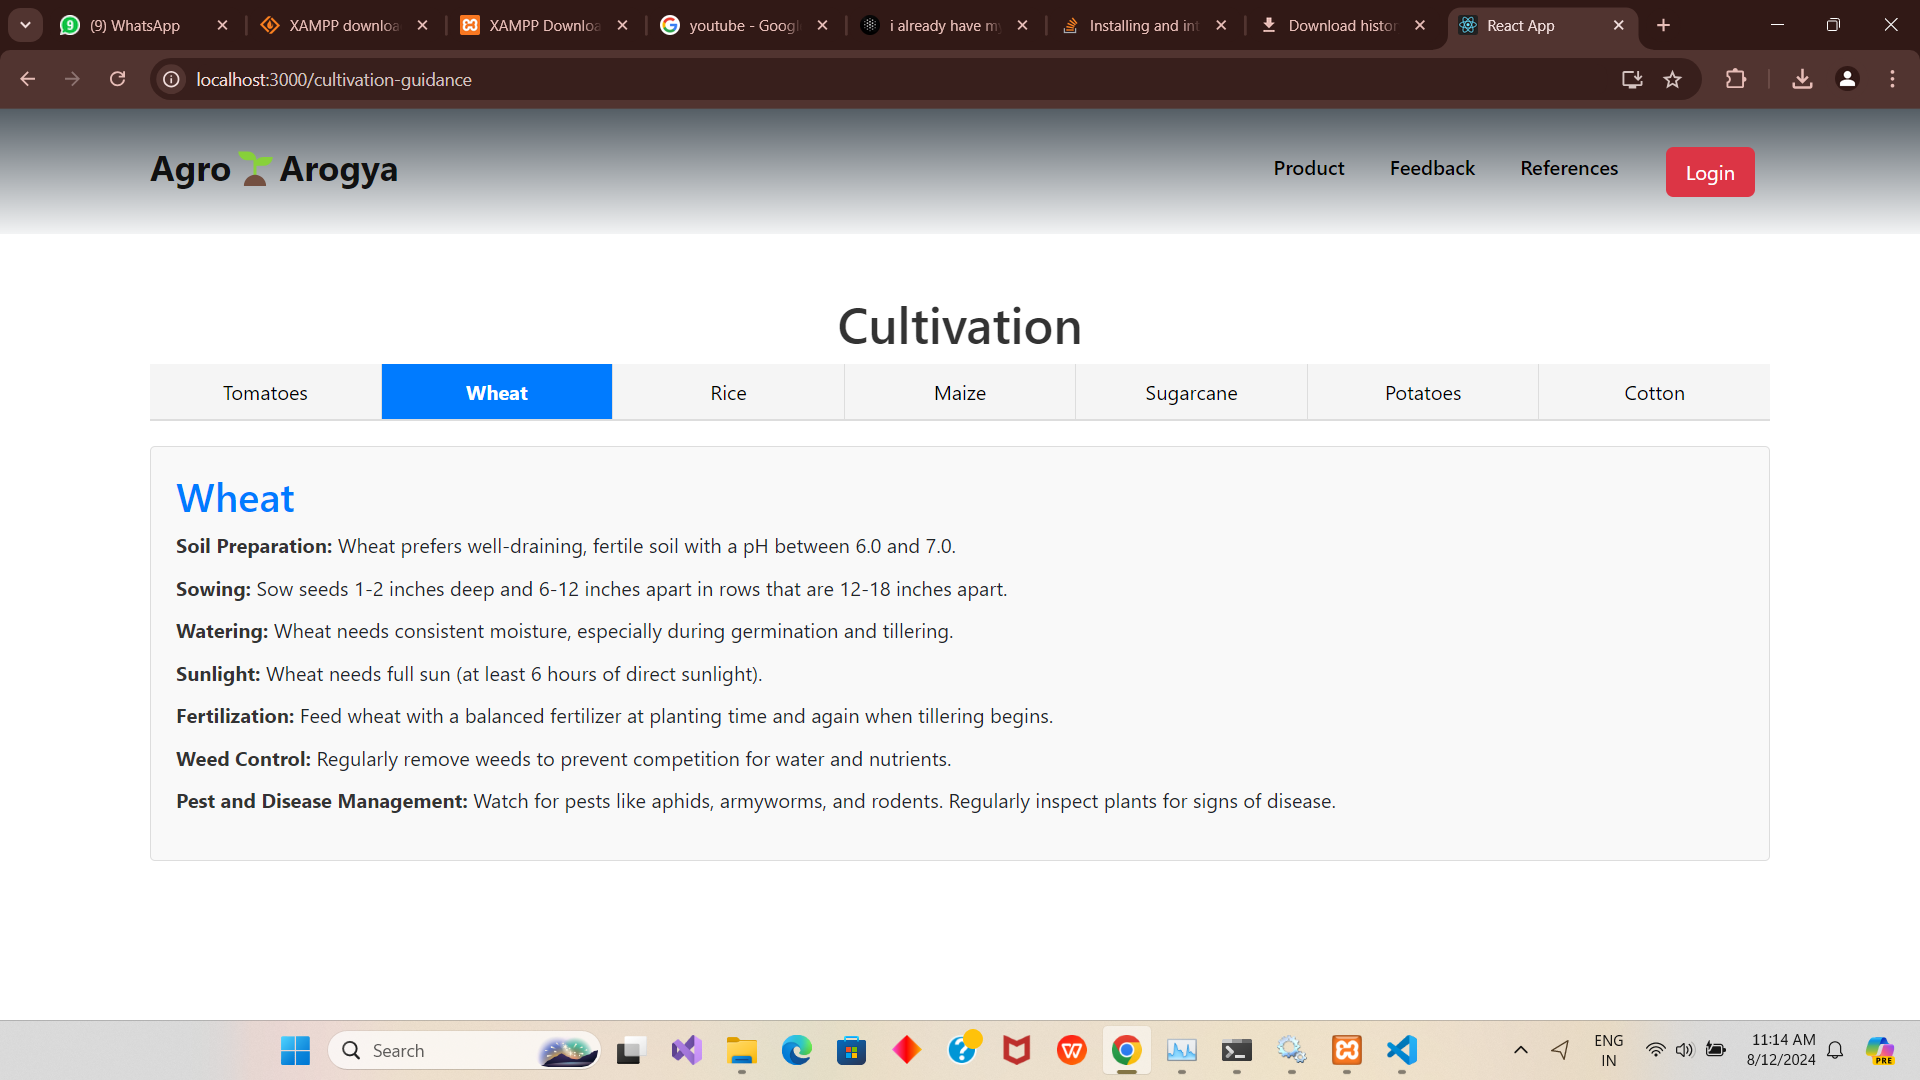 (9) WhatsApp
XAMPP downloa
XAMPP Downloa
youtube - Googl
i already have my
Installing and int
Download histor
React App
localhost:3000/cultivation-guidance
Agro Arogya
Product
Feedback
References
Login
Cultivation
Tomatoes
Wheat
Rice
Maize
Sugarcane
Potatoes
Cotton
Wheat
Soil Preparation: Wheat prefers well-draining, fertile soil with a pH between 6.0 and 7.0.
Sowing: Sow seeds 1-2 inches deep and 6-12 inches apart in rows that are 12-18 inches apart.
Watering: Wheat needs consistent moisture, especially during germination and tillering.
Sunlight: Wheat needs full sun (at least 6 hours of direct sunlight).
Fertilization: Feed wheat with a balanced fertilizer at planting time and again when tillering begins.
Weed Control: Regularly remove weeds to prevent competition for water and nutrients.
Pest and Disease Management: Watch for pests like aphids, armyworms, and rodents. Regularly inspect plants for signs of disease.
Search
ENG
IN
11:14 AM
8/12/2024
PRE